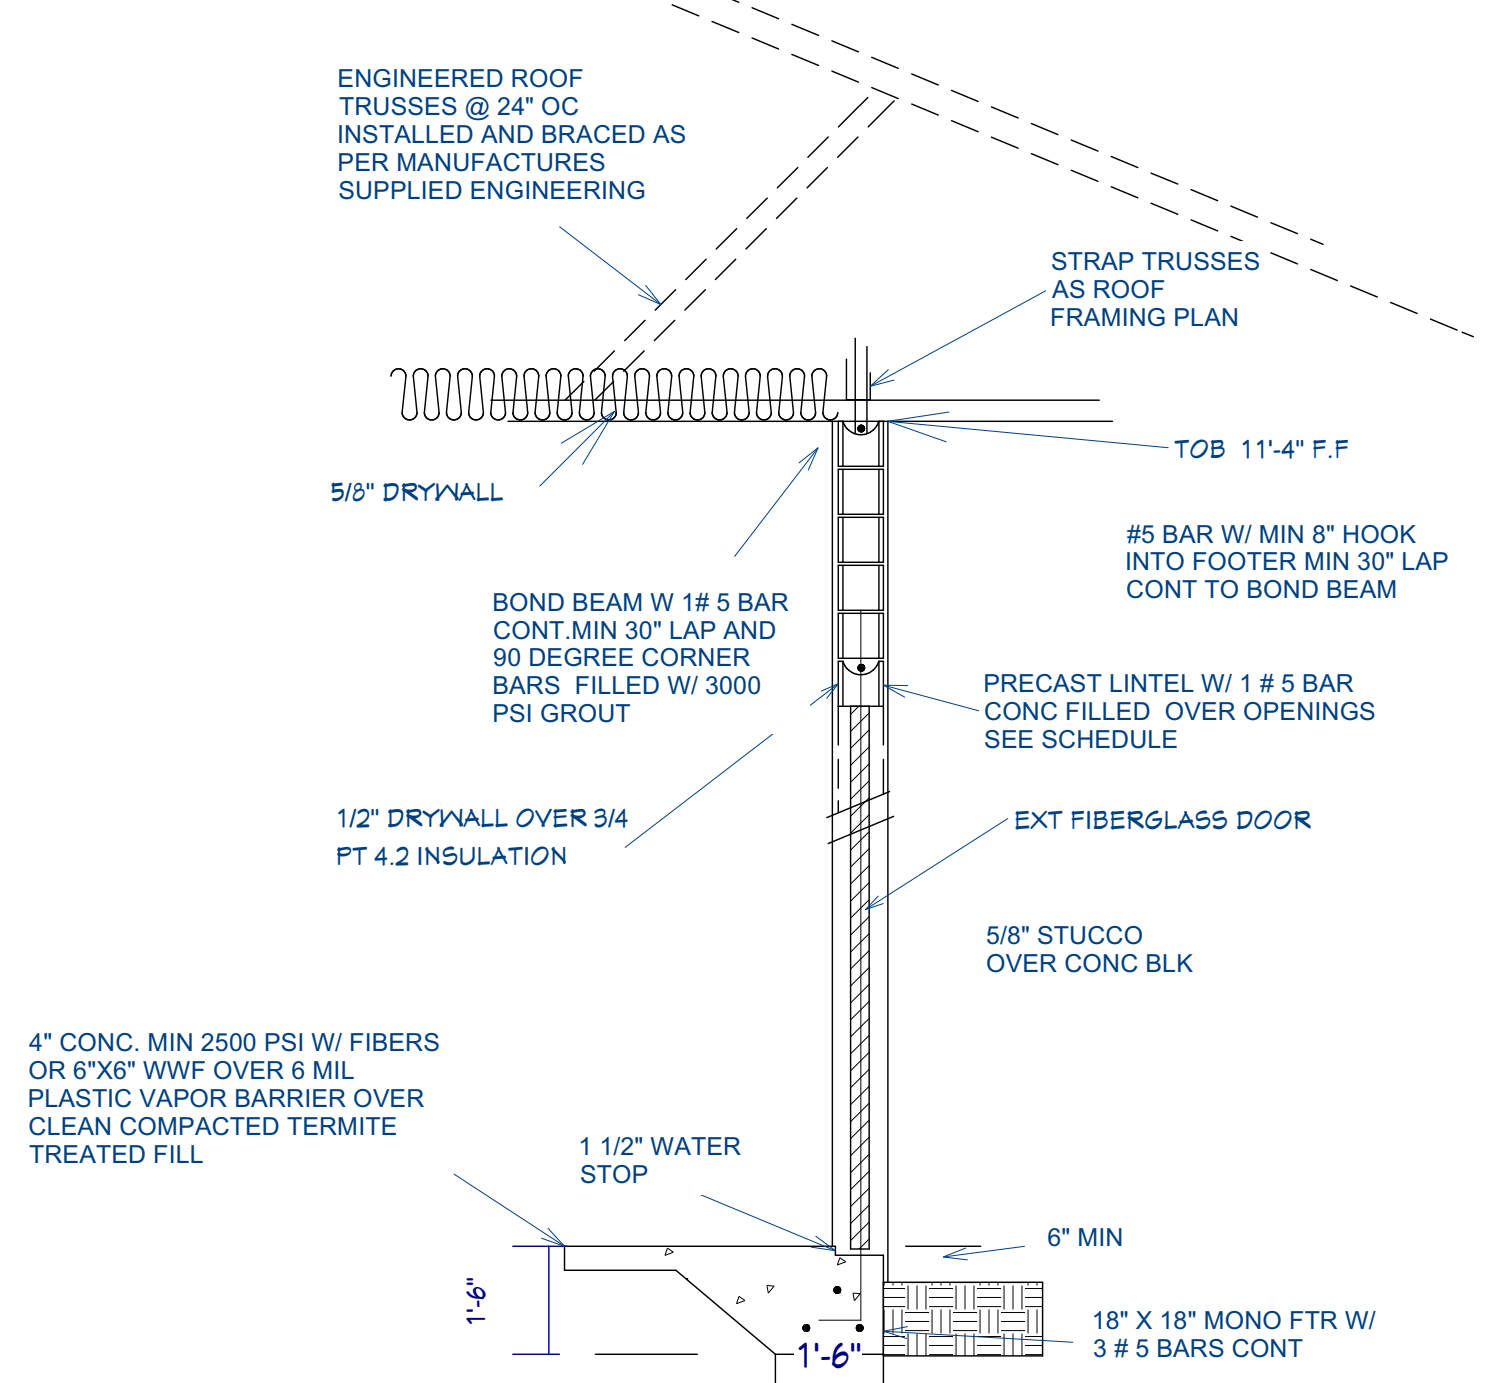 ENGINEERED ROOF
TRUSSES @ 24" OC
INSTALLED AND BRACED AS
PER MANUFACTURES
SUPPLIED ENGINEERING
STRAP TRUSSES
AS ROOF
FRAMING PLAN
TOB 11'-4" F.F
5/8" DRYWALL
#5 BAR W/ MIN 8" HOOK
INTO FOOTER MIN 30" LAP
CONT TO BOND BEAM
BOND BEAM W 1# 5 BAR
CONT.MIN 30" LAP AND
90 DEGREE CORNER
BARS FILLED W/ 3000
PSI GROUT
PRECAST LINTEL W/ 1 # 5 BAR
CONC FILLED OVER OPENINGS
SEE SCHEDULE
1/2" DRYWALL OVER 3/4
PT 4.2 INSULATION
EXT FIBERGLASS DOOR
5/8" STUCCO
OVER CONC BLK
4" CONC. MIN 2500 PSI W/ FIBERS
OR 6"X6" WWF OVER 6 MIL
PLASTIC VAPOR BARRIER OVER
CLEAN COMPACTED TERMITE
TREATED FILL
1 1/2" WATER
STOP
6" MIN
1'-6"
18" X 18" MONO FTR W/
3 # 5 BARS CONT
1'-6"